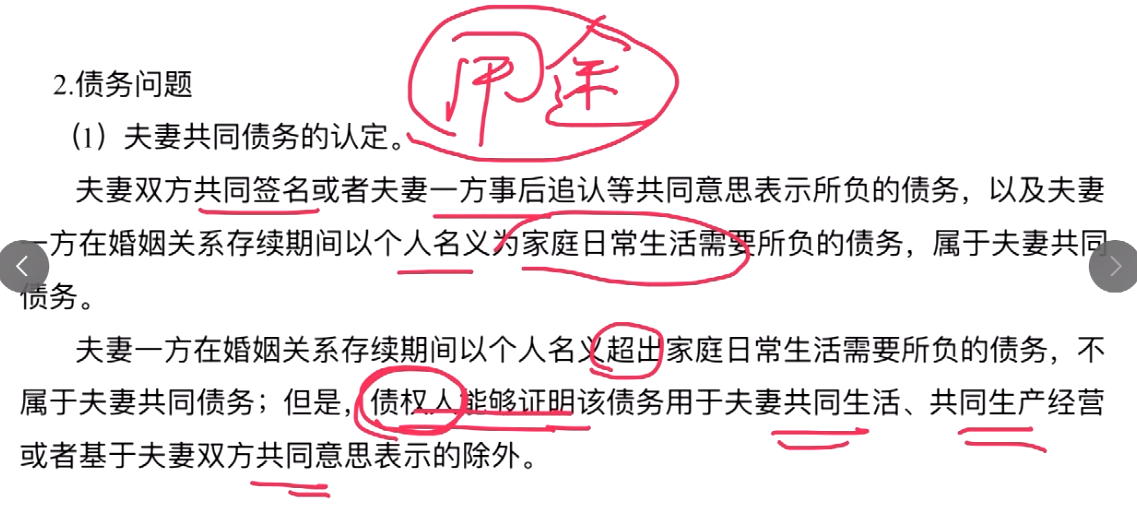 用途
2.债务问题
（1）夫妻共同债务的认定。
夫妻双方共同签名或者夫妻一方事后追认等共同意思表示所负的债务，以及夫妻
一方在婚姻关系存续期间以个人名义为家庭日常生活需要所负的债务，属于夫妻共同
债务。
夫妻一方在婚姻关系存续期间以个人名义超出家庭日常生活需要所负的债务，不
属于夫妻共同债务；但是，债权人能够证明该债务用于夫妻共同生活、共同生产经营
或者基于夫妻双方共同意思表示的除外。